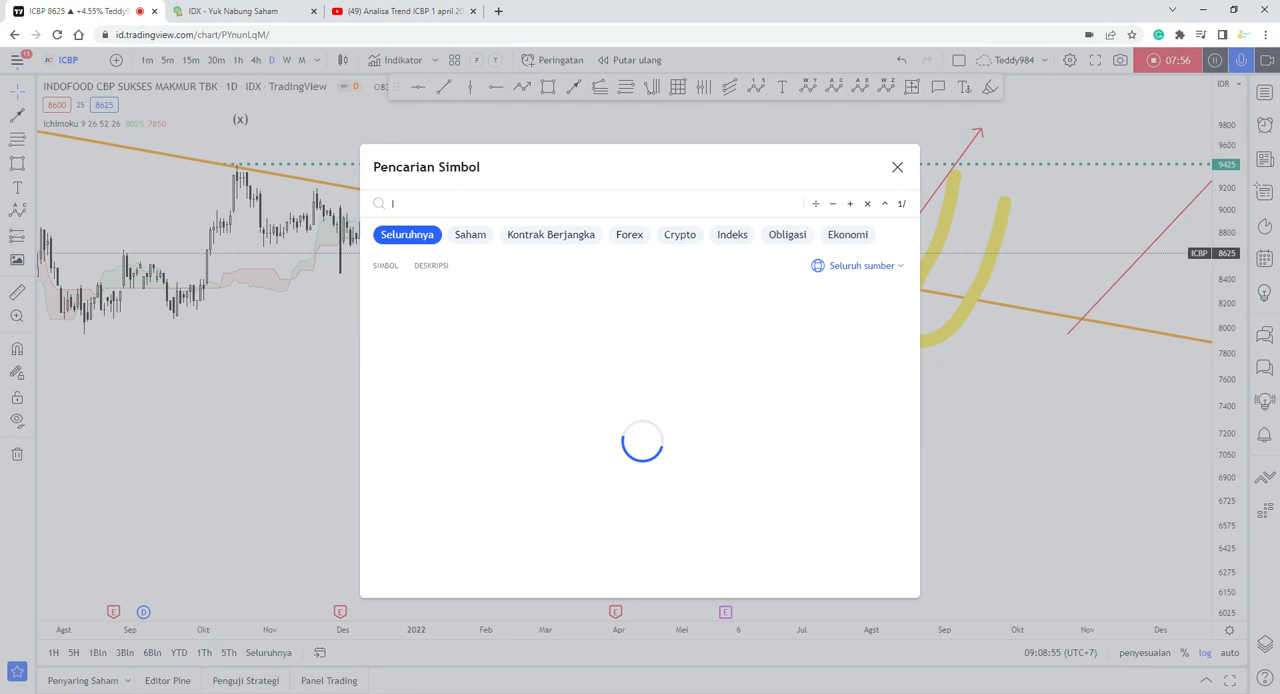 ICBP 8625 ▲ +4.55% Teddy9
IDX - Yuk Nabung Saham
(49) Analisa Trend ICBP 1 april 20
id.tradingview.com/chart/PYnunLqM/
11
ICBP
1m 5m 15m 30m 1h 4h D W M
Indikator
F T
Peringatan
Putar ulang
Teddy984
07:56
INDOFOOD CBP SUKSES MAKMUR TBK · 1D · IDX · TradingView
D
O83
8600 25 8625
Ichimoku 9 26 52 26 8025 7850
(x)
IDR
Pencarian Simbol
I
÷ − + × ^ 1/
Seluruhnya Saham Kontrak Berjangka Forex Crypto Indeks Obligasi Ekonomi
SIMBOL DESKRIPSI
Seluruh sumber
9800
9600
9425
9200
9000
8800
ICBP 8625
8400
8200
8000
7800
7600
7400
7200
7050
6900
6725
6575
6425
6275
6150
6025
E D E E E
Agst Sep Okt Nov Des 2022 Feb Mar Apr Mei 6 Jul Agst Sep Okt Nov Des
1H 5H 1Bln 3Bln 6Bln YTD 1Th 5Th Seluruhnya
09:08:55 (UTC+7) penyesuaian % log auto
Penyaring Saham Editor Pine Penguji Strategi Panel Trading